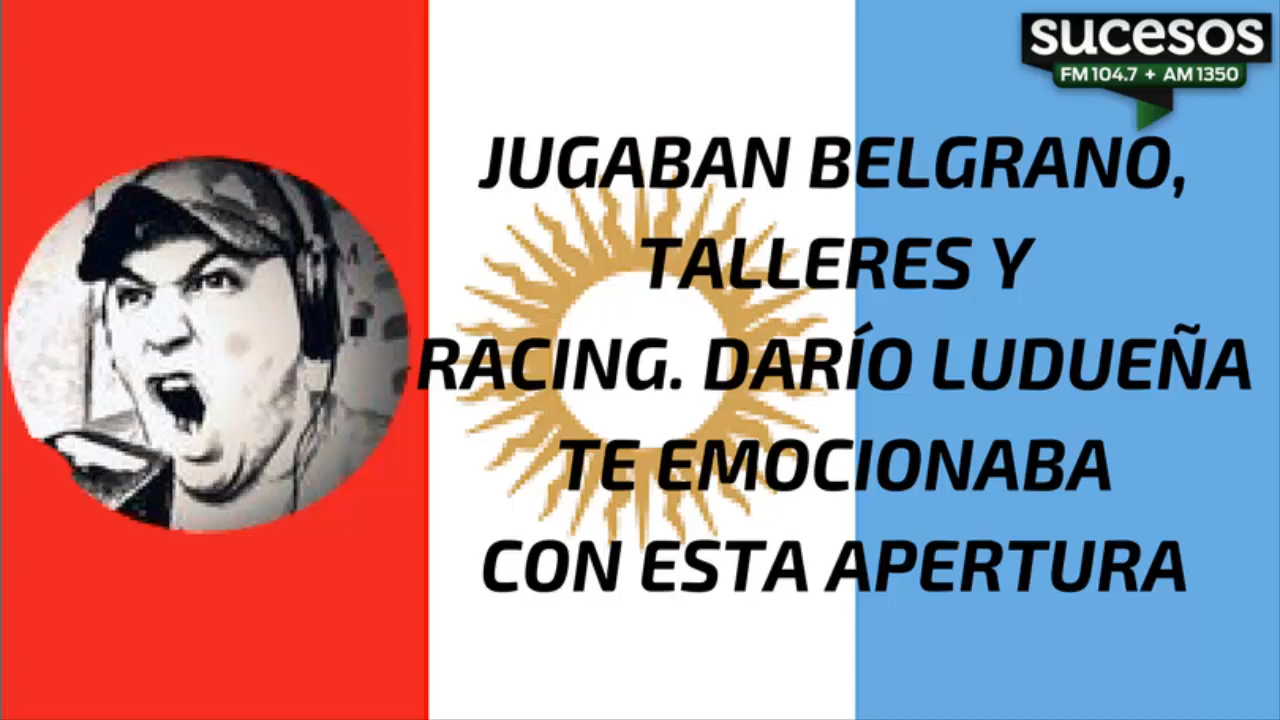 sucesos
FM 104.7 + AM 1350
JUGABAN BELGRANO,
TALLERES Y
RACING. DARÍO LUDUEÑA
TE EMOCIONABA
CON ESTA APERTURA